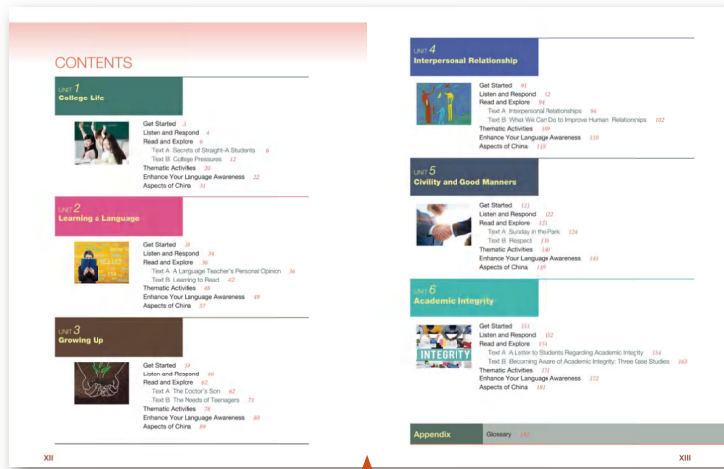 CONTENTS
UNIT 1
College Life
Get Started 3
Listen and Respond 4
Read and Explore 6
Text A Secrets of Straight-A Students 6
Text B College Pressures 12
Thematic Activities 20
Enhance Your Language Awareness 22
Aspects of China 31
UNIT 2
Learning a Language
Get Started
Listen and Respond 34
Read and Explore 36
Text A A Language Teacher's Personal Opinion 36
Text B Learning to Read
Thematic Activities 48
Enhance Your Language Awareness 49
Aspects of China 57
UNIT 3
Growing Up
Get Started 59
Listen and Respond 60
Read and Explore 62
Text A The Doctor's Son 62
Text B The Needs of Teenagers 71
Thematic Activities 78
Enhance Your Language Awareness 80
Aspects of China 89
XII
UNIT 4
Interpersonal Relationship
Get Started 91
Listen and Respond
Read and Explore 94
Text A Interpersonal Relationships 94
Text B What We Can Do to Improve Human Relationships 102
Thematic Activities 109
Enhance Your Language Awareness 110
Aspects of China
UNIT 5
Civility and Good Manners
Get Started 121
Listen and Respond 122
Read and Explore
Text A Sunday in the Park 124
Text B Respect
Thematic Activities 140
Enhance Your Language Awareness 141
Aspects of China 149
UNIT 6
Academic Integrity
INTEGRITY
Get Started 151
Listen and Respond 152
Read and Explore 154
Text A A Letter to Students Regarding Academic Integrity 154
Text B Becoming Aware of Academic Integrity: Three Case Studies 163
Thematic Activities 171
Enhance Your Language Awareness 172
Aspects of China 181
Appendix Glossary
XIII